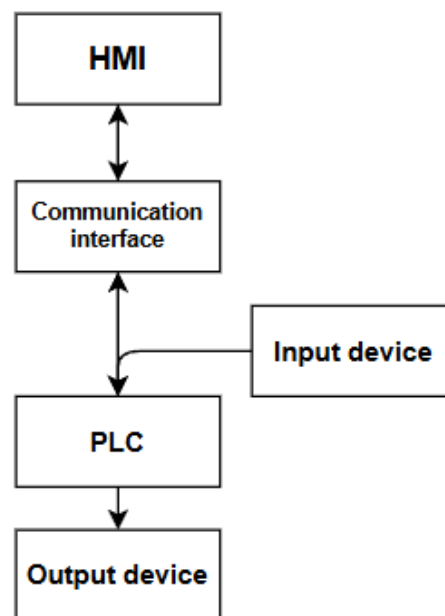 HMI
Communication
interface
Input device
PLC
Output device